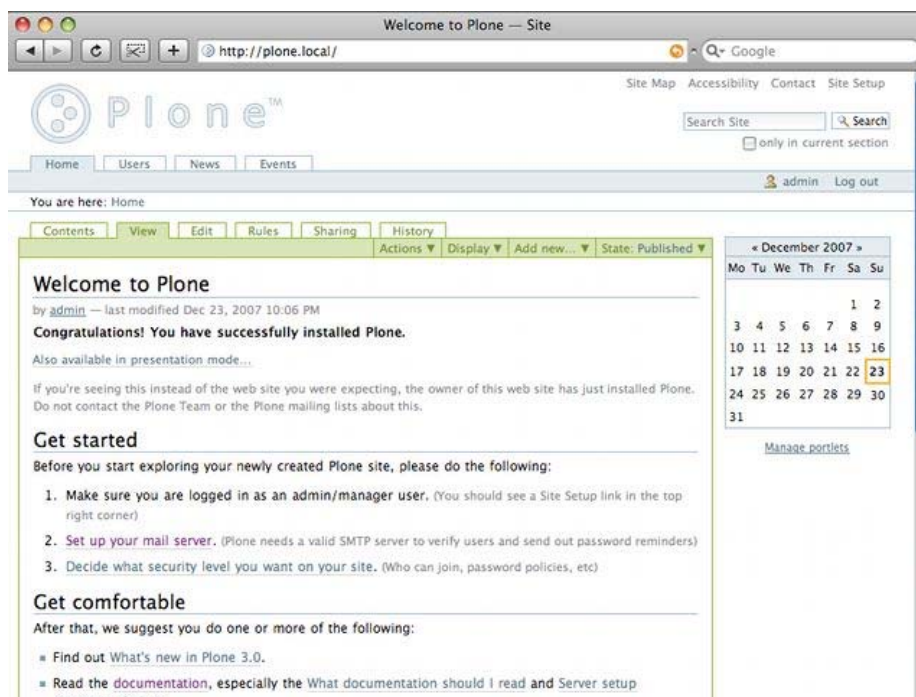 Welcome to Plone — Site
http://plone.local/
Google
Site Map Accessibility Contact Site Setup
Plone™
Search Site Search
only in current section
Home Users News Events
admin Log out
You are here: Home
Contents View Edit Rules Sharing History
Actions ▼ Display ▼ Add new... ▼ State: Published ▼
Welcome to Plone
by admin — last modified Dec 23, 2007 10:06 PM
Congratulations! You have successfully installed Plone.
Also available in presentation mode...
If you're seeing this instead of the web site you were expecting, the owner of this web site has just installed Plone.
Do not contact the Plone Team or the Plone mailing lists about this.
Get started
Before you start exploring your newly created Plone site, please do the following:
1. Make sure you are logged in as an admin/manager user. (You should see a Site Setup link in the top
right corner)
2. Set up your mail server. (Plone needs a valid SMTP server to verify users and send out password reminders)
3. Decide what security level you want on your site. (Who can join, password policies, etc)
Get comfortable
After that, we suggest you do one or more of the following:
Find out What's new in Plone 3.0.
Read the documentation, especially the What documentation should I read and Server setup
« December 2007 »
Mo Tu We Th Fr Sa Su
1 2
3 4 5 6 7 8 9
10 11 12 13 14 15 16
17 18 19 20 21 22 23
24 25 26 27 28 29 30
31
Manage portlets